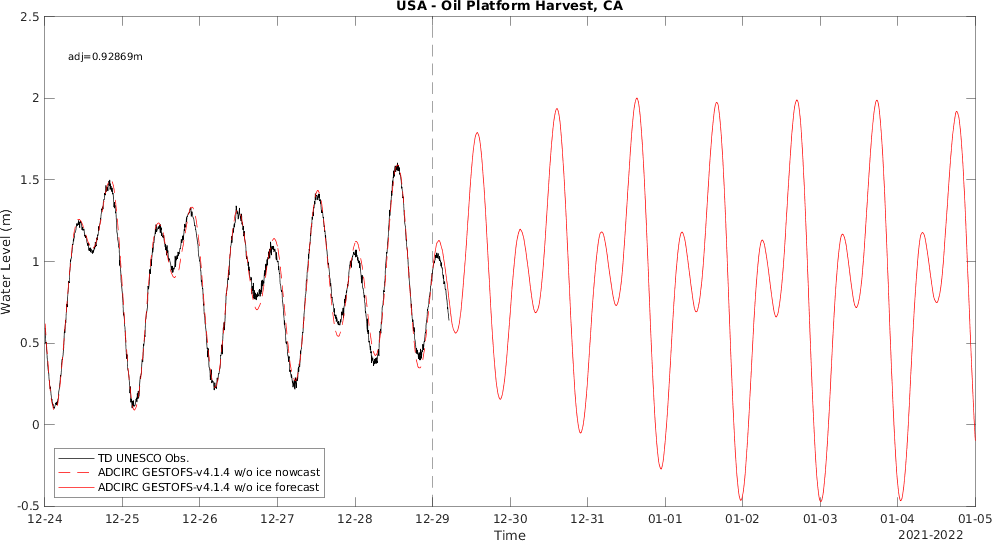 USA - Oil Platform Harvest, CA
adj=0.92869m
Water Level (m)
2.5
2
1.5
1
0.5
0
-0.5
TD UNESCO Obs.
ADCIRC GESTOFS-v4.1.4 w/o ice nowcast
ADCIRC GESTOFS-v4.1.4 w/o ice forecast
12-24 12-25 12-26 12-27 12-28 12-29 12-30 12-31 01-01 01-02 01-03 01-04 01-05
Time
2021-2022